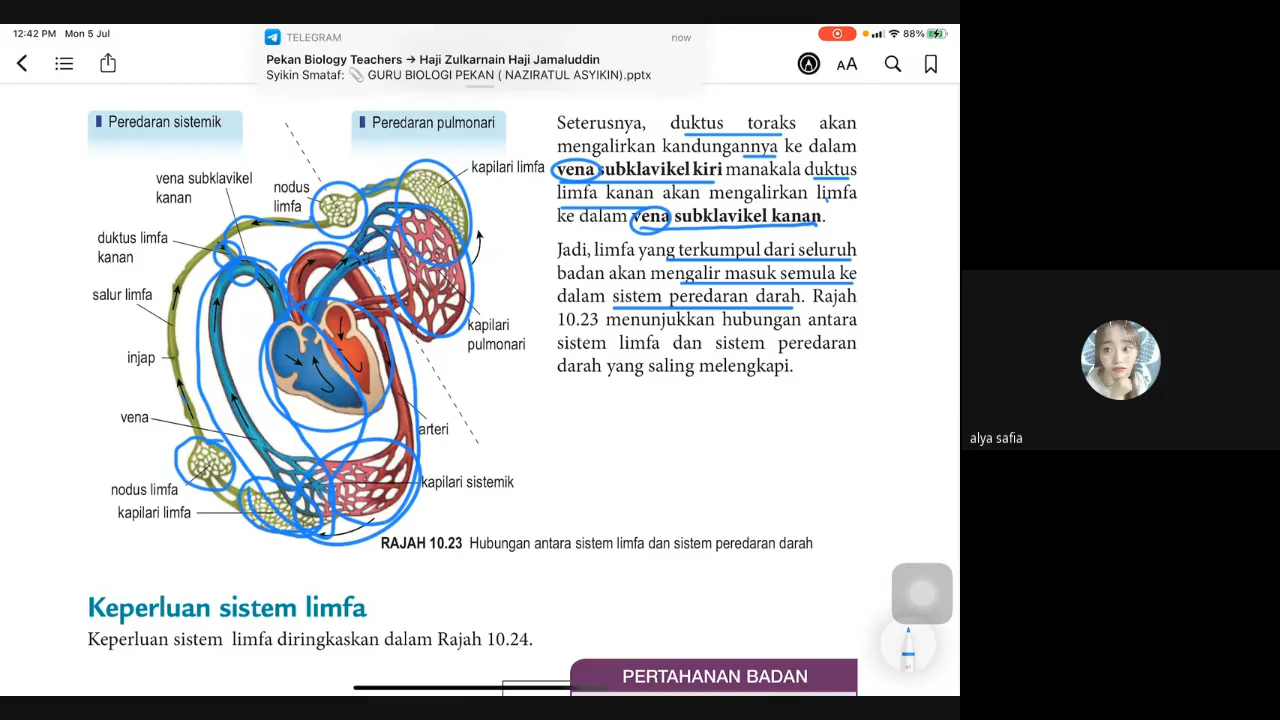 12:42 PM Mon 5 Jul
88%
TELEGRAM
now
Pekan Biology Teachers → Haji Zulkarnain Haji Jamaluddin
Syikin Smataf: 📎 GURU BIOLOGI PEKAN ( NAZIRATUL ASYIKIN).pptx
AA
Peredaran sistemik
Peredaran pulmonari
vena subklavikel
kanan
nodus
limfa
kapilari limfa
duktus limfa
kanan
salur limfa
injap
kapilari
pulmonari
vena
arteri
nodus limfa
kapilari sistemik
kapilari limfa
RAJAH 10.23 Hubungan antara sistem limfa dan sistem peredaran darah
Seterusnya, duktus toraks akan
mengalirkan kandungannya ke dalam
vena subklavikel kiri manakala duktus
limfa kanan akan mengalirkan limfa
ke dalam vena subklavikel kanan.
Jadi, limfa yang terkumpul dari seluruh
badan akan mengalir masuk semula ke
dalam sistem peredaran darah. Rajah
10.23 menunjukkan hubungan antara
sistem limfa dan sistem peredaran
darah yang saling melengkapi.
Keperluan sistem limfa
Keperluan sistem limfa diringkaskan dalam Rajah 10.24.
PERTAHANAN BADAN
alya safia